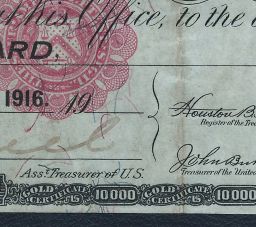 this Office, to the
ARD,
1916 19
Houston B
Register of the Trea
John Bur
Ass't. Treasurer of U.S. Treasurer of the Unite
GOLD CERTIFICATE 10000 GOLD CERTIFICATE 10000